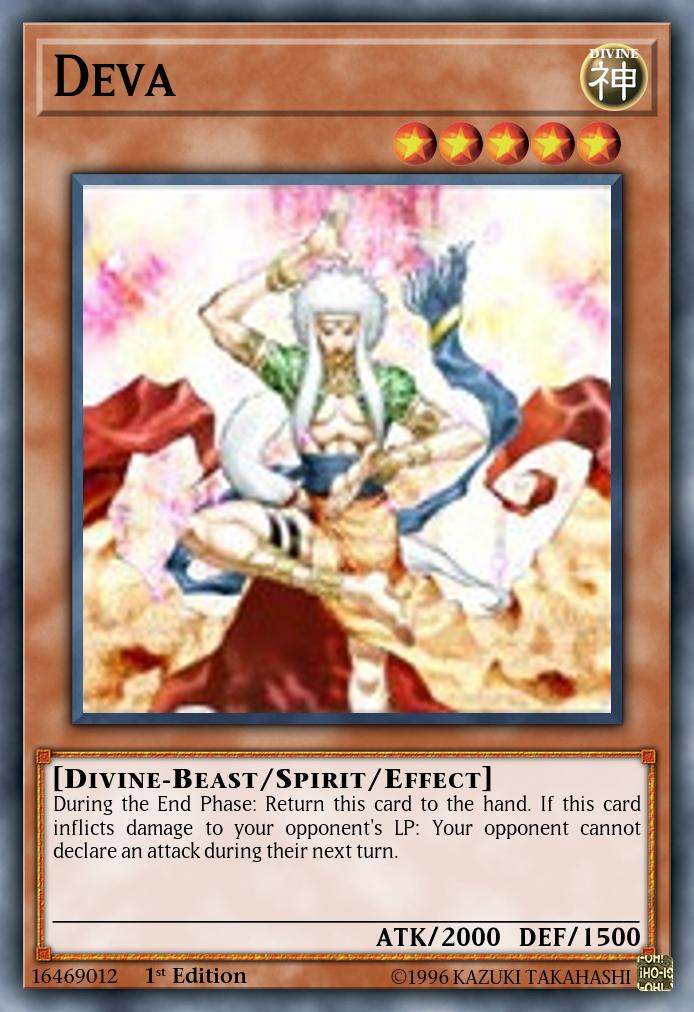 Deva
DIVINE
神
[Divine-Beast/Spirit/Effect]
During the End Phase: Return this card to the hand. If this card
inflicts damage to your opponent's LP: Your opponent cannot
declare an attack during their next turn.
ATK/2000 DEF/1500
16469012 1st Edition ©1996 KAZUKI TAKAHASHI